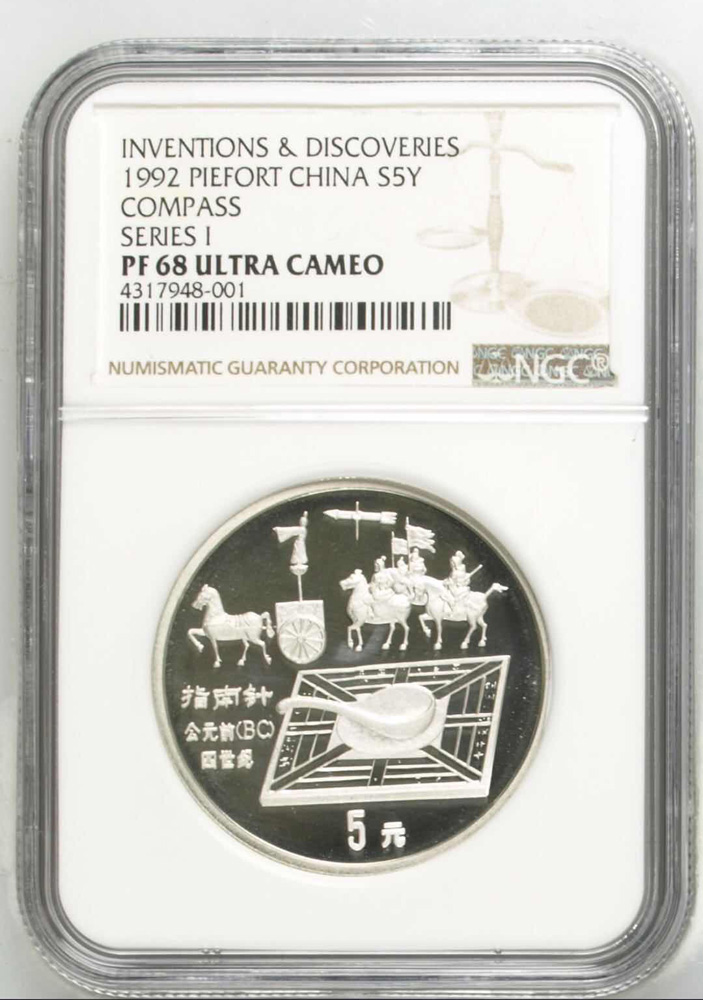 INVENTIONS & DISCOVERIES
1992 PIEFORT CHINA S5Y
COMPASS
SERIES I
PF 68 ULTRA CAMEO
4317948-001
NUMISMATIC GUARANTY CORPORATION
NGC®
指南针
公元前(BC)
四世纪
5元